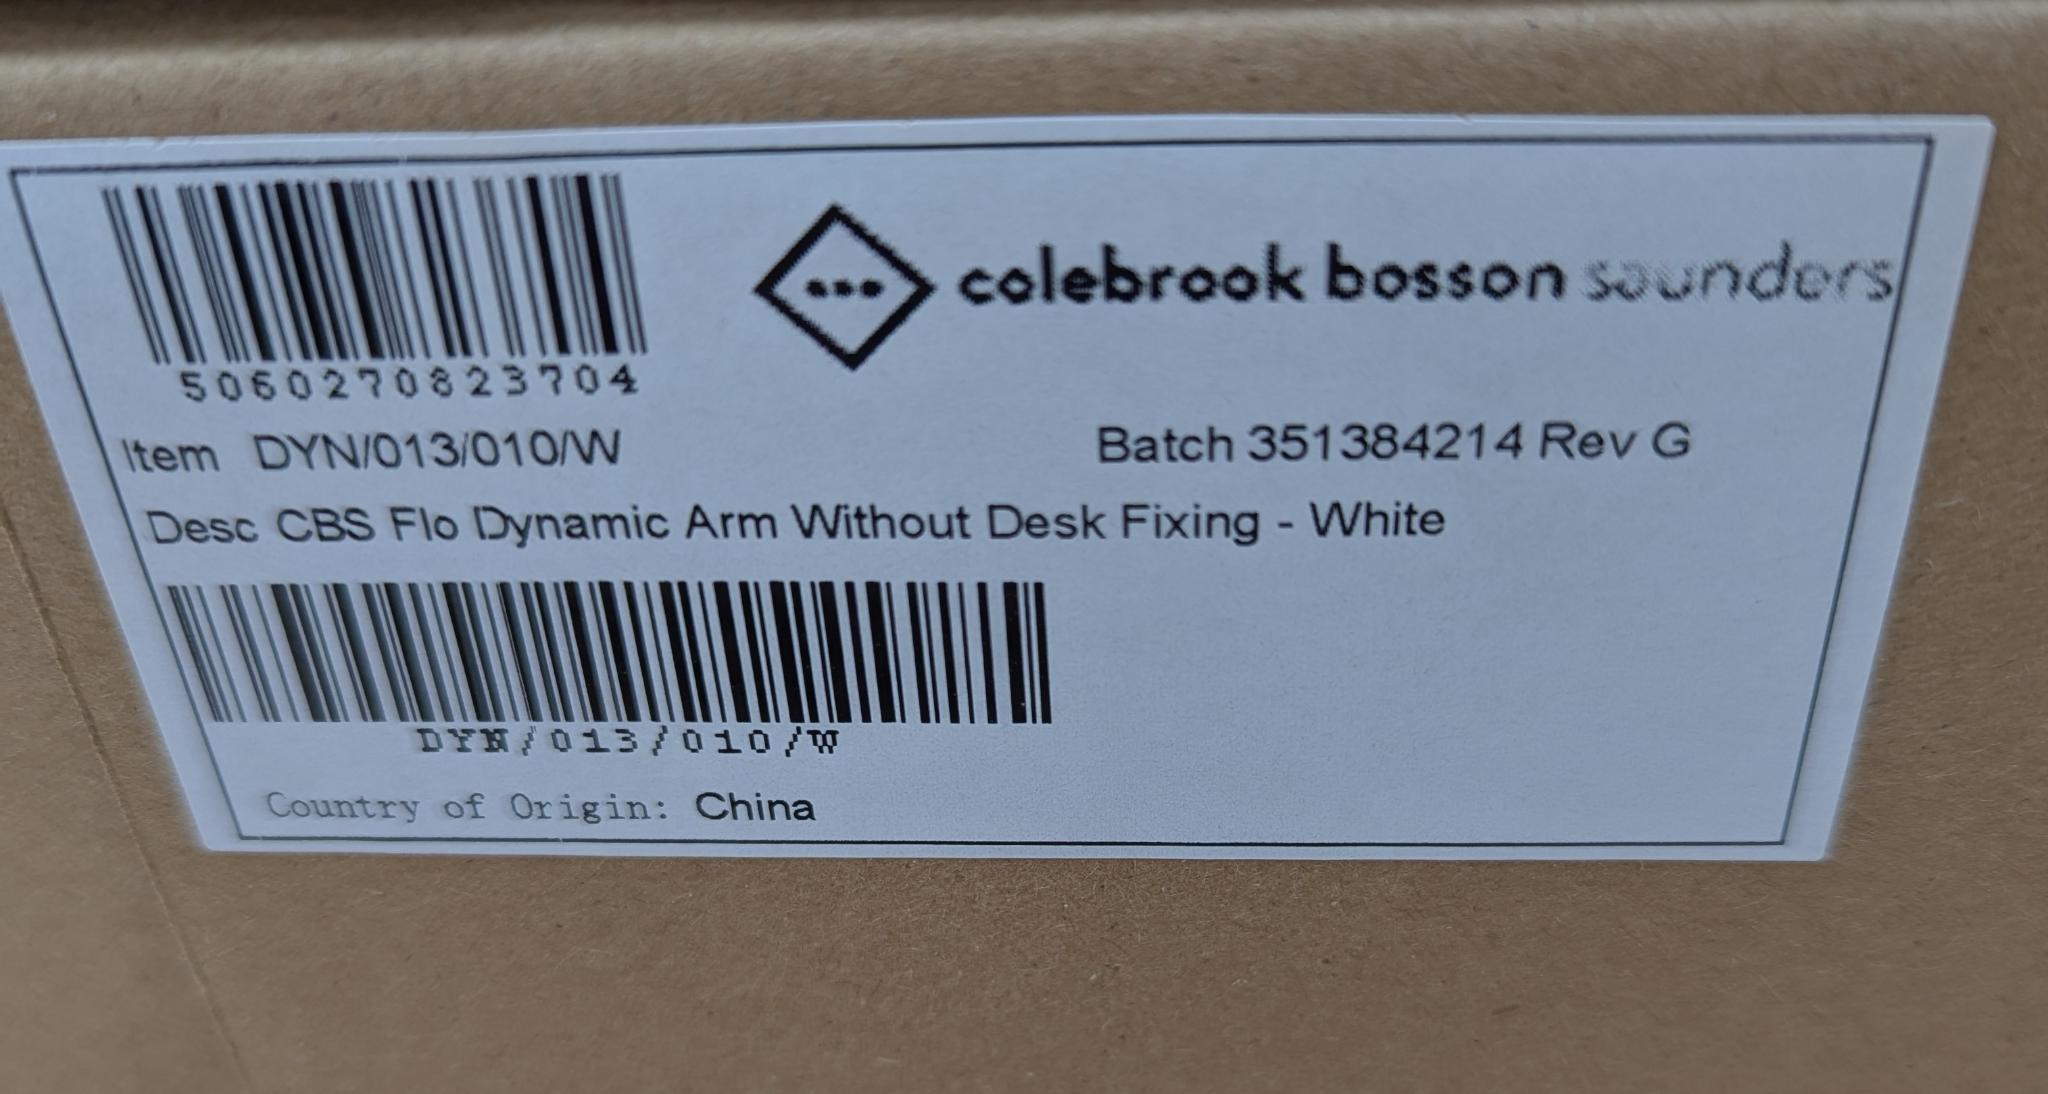 colebrook bosson saunders
5060270823704
Item DYN/013/010/W Batch 351384214 Rev G
Desc CBS Flo Dynamic Arm Without Desk Fixing - White
DYN/013/010/W
Country of Origin: China